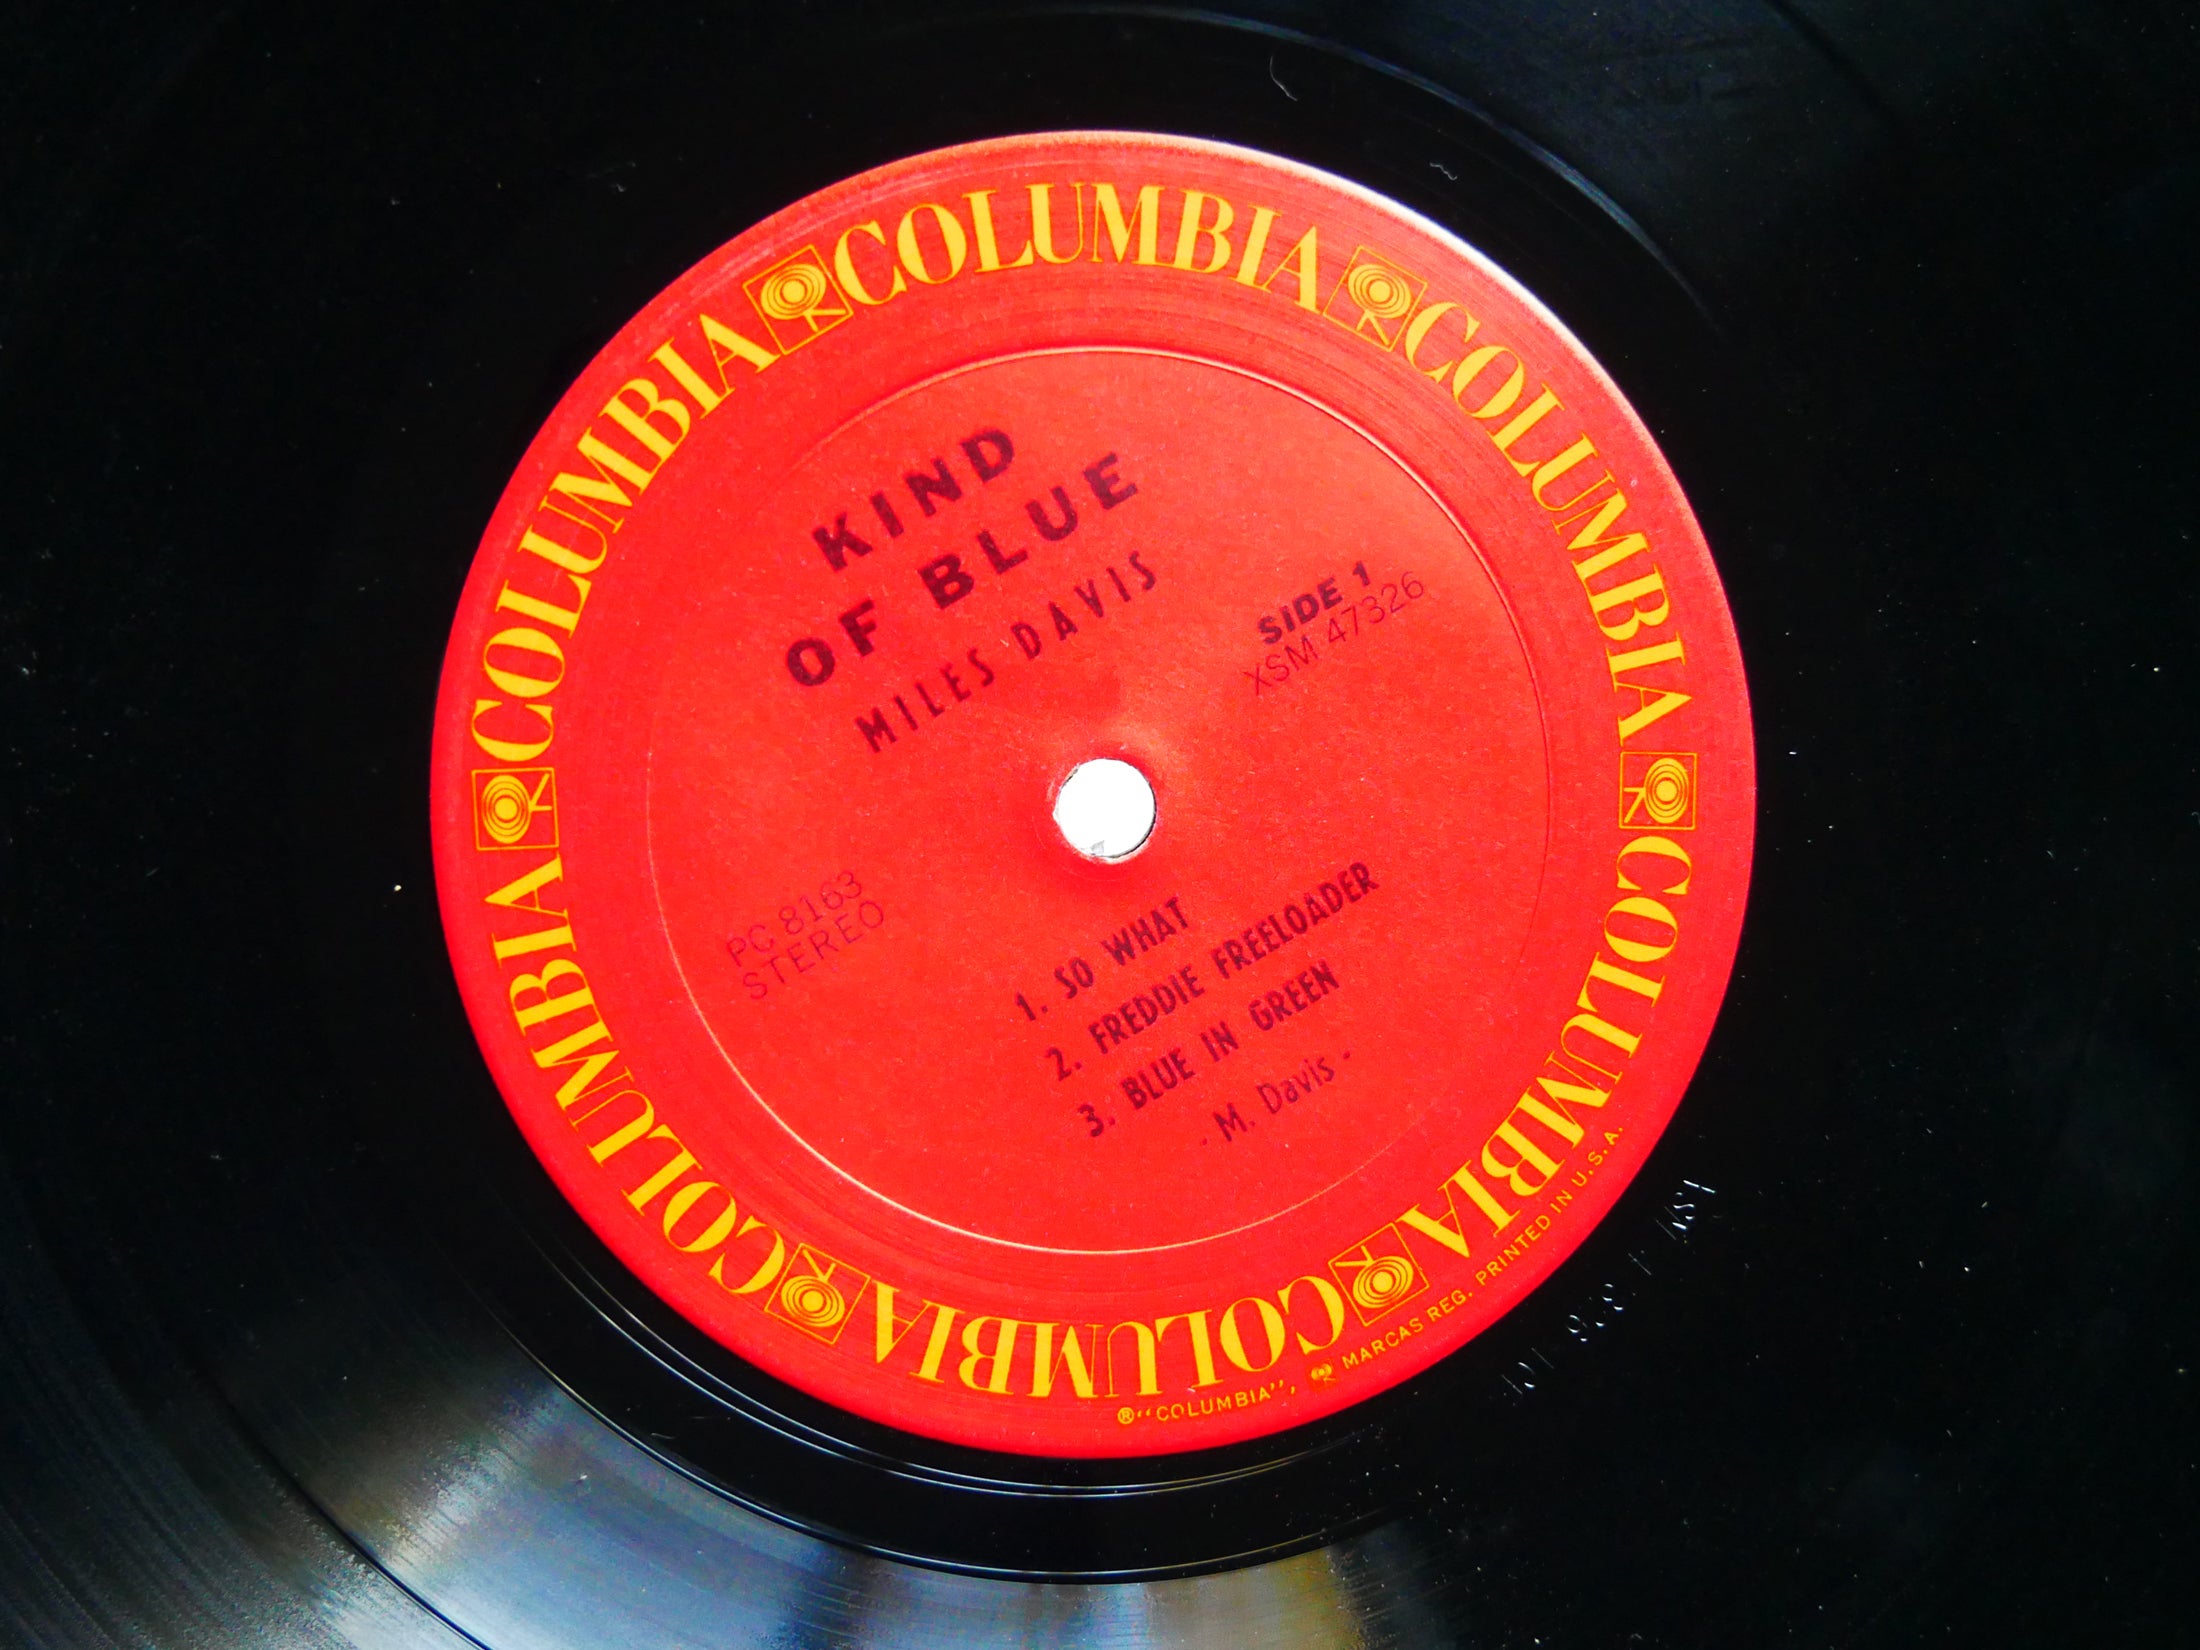 COLUMBIA COLUMBIA COLUMBIA COLUMBIA COLUMBIA COLUMBIA
KIND
OF BLUE
MILES DAVIS
SIDE 1
XSM 47326
PC 8163
STEREO
1. SO WHAT
2. FREDDIE FREELOADER
3. BLUE IN GREEN
- M. Davis -
®"COLUMBIA", MARCAS REG. PRINTED IN U.S.A.